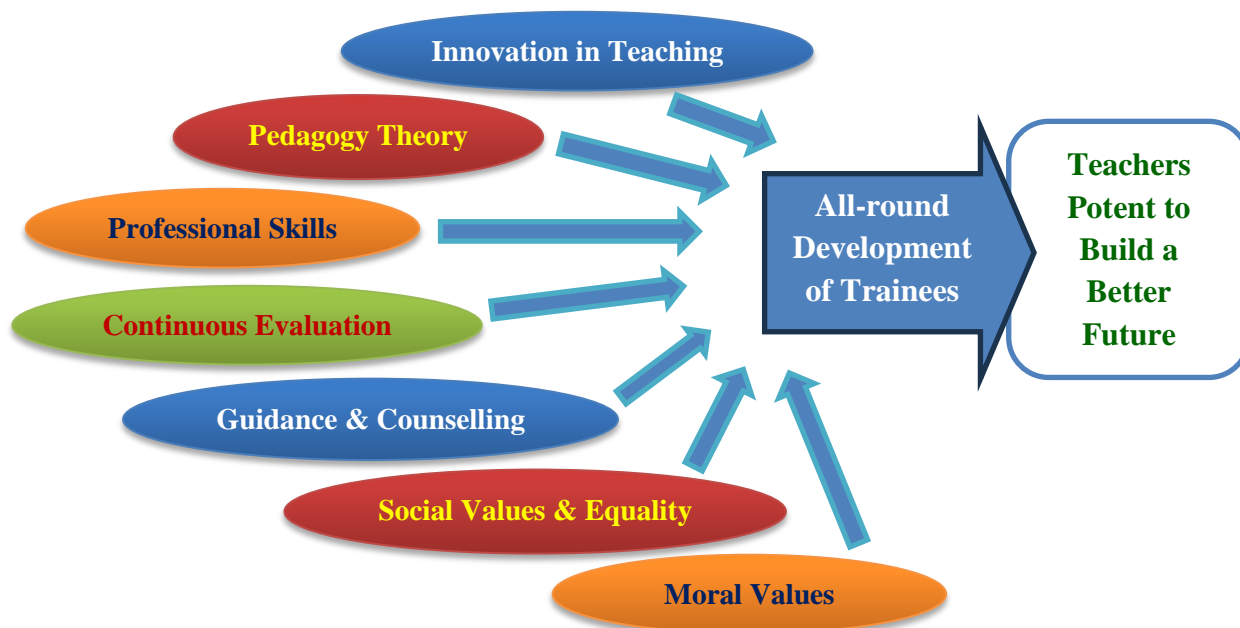 Innovation in Teaching
Pedagogy Theory
Professional Skills
Continuous Evaluation
Guidance & Counselling
Social Values & Equality
Moral Values
All-round
Development
of Trainees
Teachers
Potent to
Build a
Better
Future